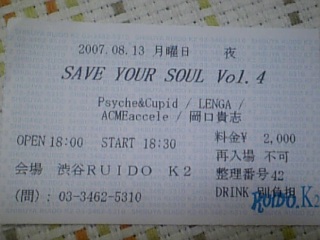 2007.08.13 月曜日 夜
SAVE YOUR SOUL Vol.4
Psyche&Cupid / LENGA /
ACMEaccele / 岡口貴志
OPEN 18:00 START 18:30
料金¥ 2,000
再入場 不可
会場 渋谷RUIDO K2
整理番号42
(問): 03-3462-5310
DRINK 別負担
RUIDO.K2